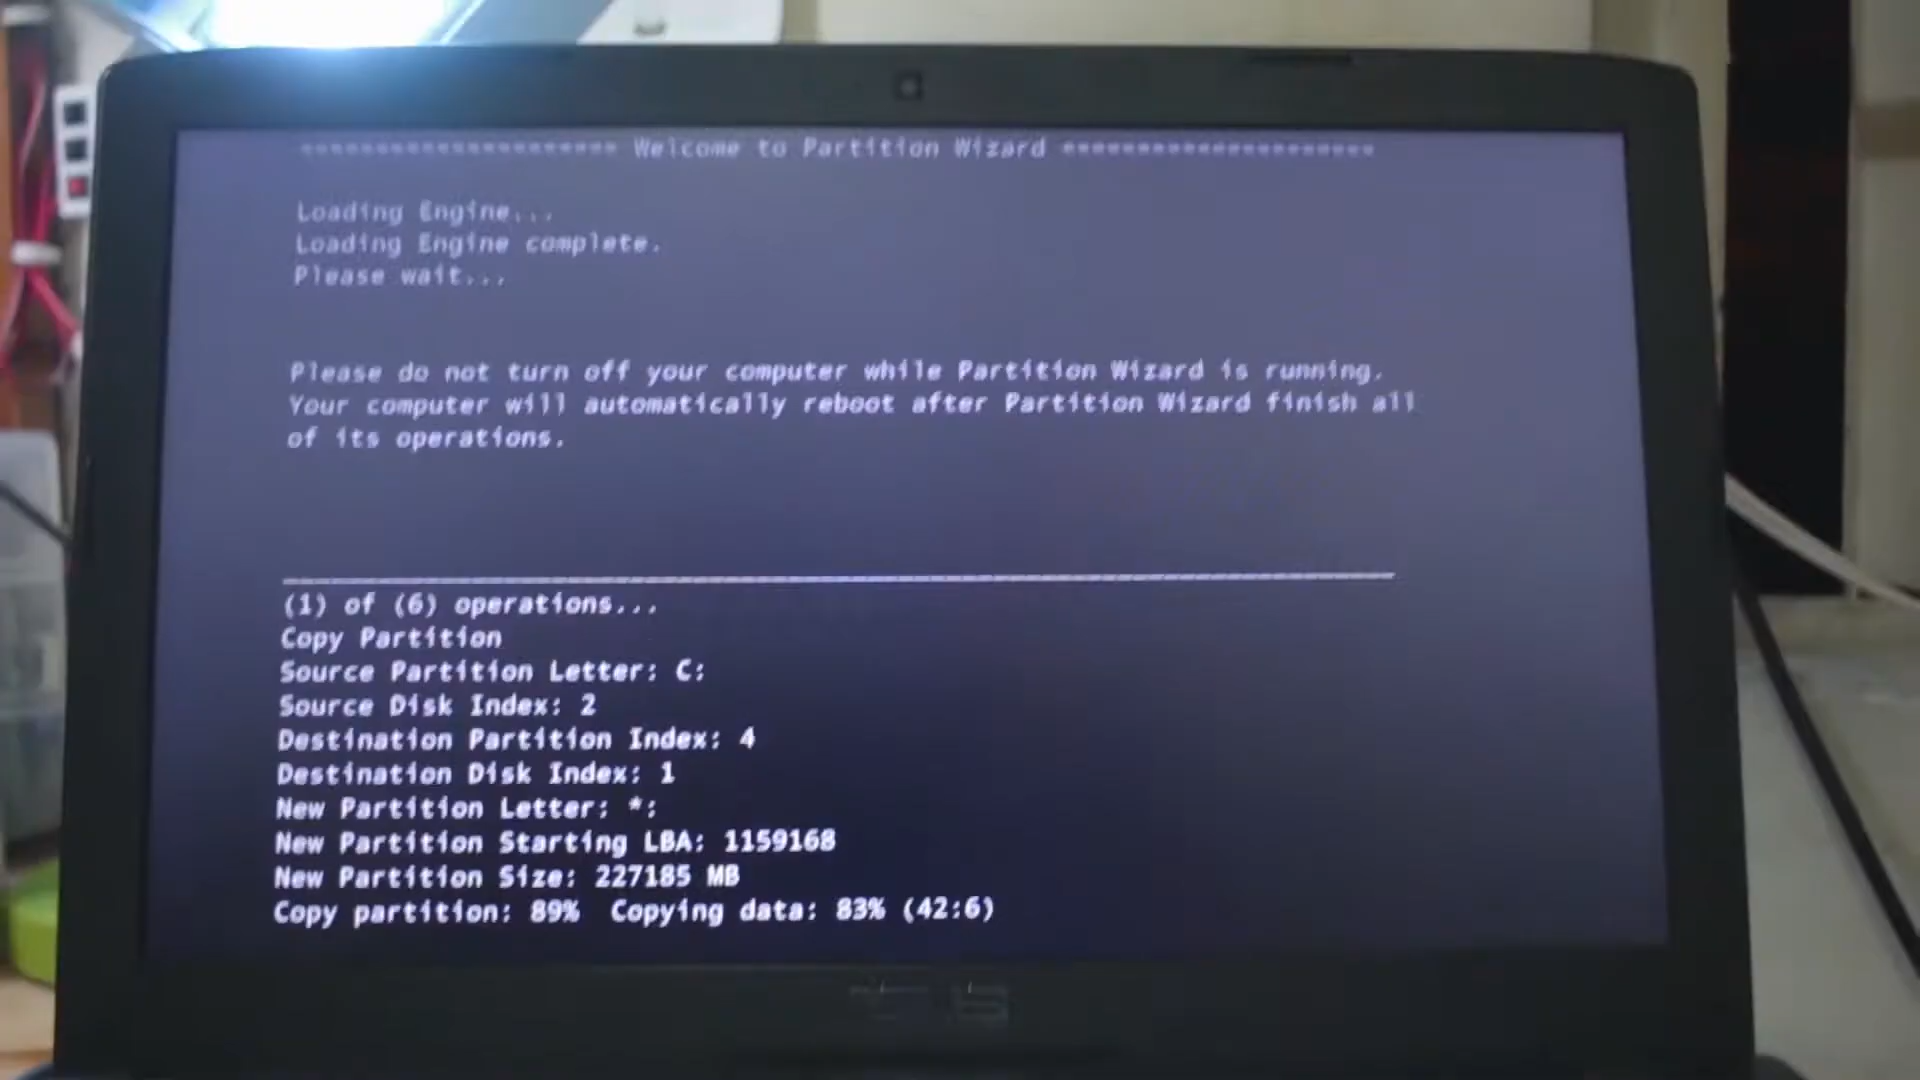 ==================== Welcome to Partition Wizard ====================
Loading Engine...
Loading Engine complete.
Please wait...
Please do not turn off your computer while Partition Wizard is running.
Your computer will automatically reboot after Partition Wizard finish all
of its operations.
(1) of (6) operations...
Copy Partition
Source Partition Letter: C:
Source Disk Index: 2
Destination Partition Index: 4
Destination Disk Index: 1
New Partition Letter: *:
New Partition Starting LBA: 1159168
New Partition Size: 227185 MB
Copy partition: 89%  Copying data: 83% (42:6)